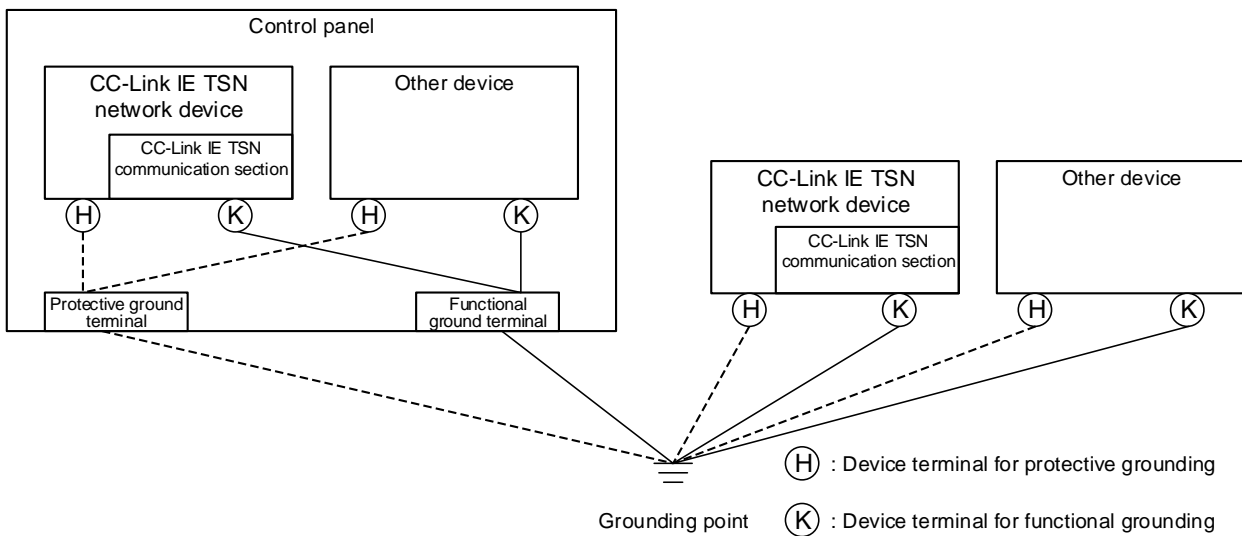 Control panel
CC-Link IE TSN
network device
CC-Link IE TSN
communication section
Other device
H
K
H
K
Protective ground
terminal
Functional
ground terminal
CC-Link IE TSN
network device
CC-Link IE TSN
communication section
Other device
H
K
H
K
Grounding point
H : Device terminal for protective grounding
K : Device terminal for functional grounding